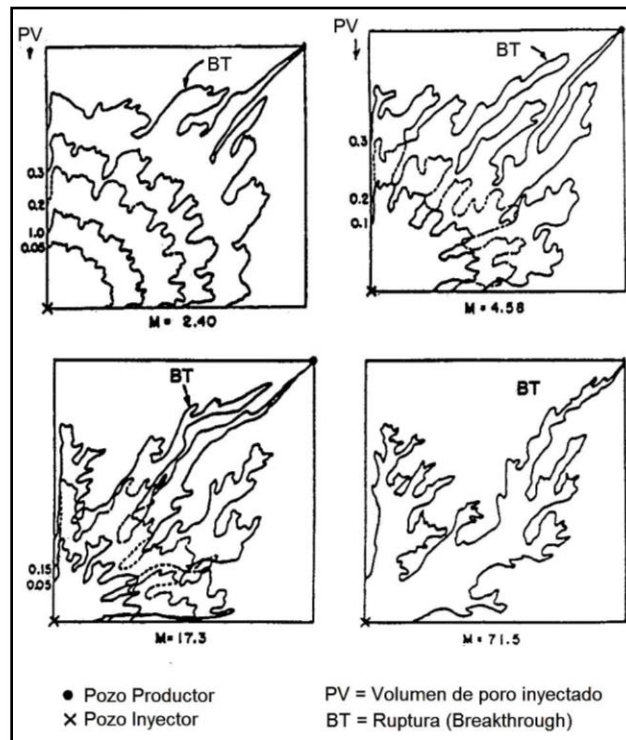 PV
BT
0.3
0.2
1.0
0.05
M = 2.40
PV
BT
0.3
0.2
0.1
M = 4.58
BT
0.15
0.05
M = 17.3
BT
M = 71.5
● Pozo Productor
× Pozo Inyector
PV = Volumen de poro inyectado
BT = Ruptura (Breakthrough)